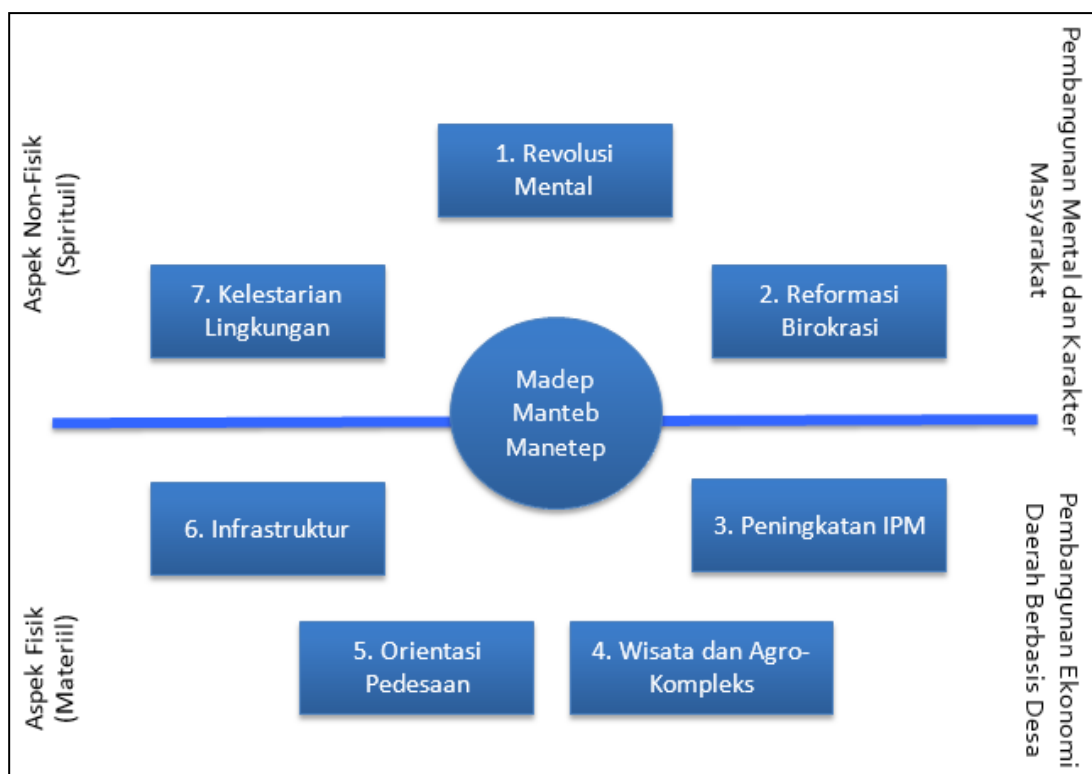 Aspek Non-Fisik
(Spirituil)
1. Revolusi
Mental
Pembangunan Mental dan Karakter
Masyarakat
7. Kelestarian
Lingkungan
2. Reformasi
Birokrasi
Madep
Manteb
Manetep
Aspek Fisik
(Materiil)
6. Infrastruktur
3. Peningkatan IPM
Pembangunan Ekonomi
Daerah Berbasis Desa
5. Orientasi
Pedesaan
4. Wisata dan Agro-
Kompleks